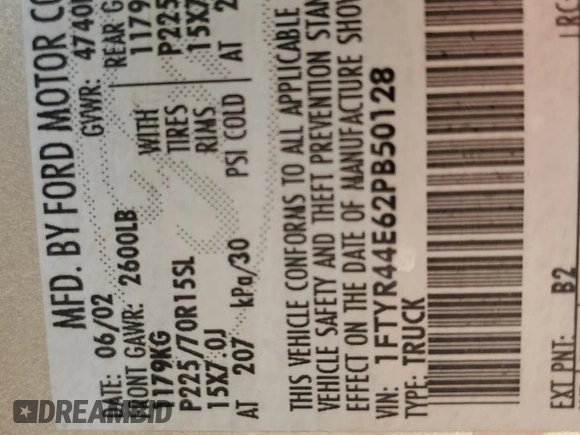 MFD. BY FORD MOTOR CO
DATE: 06/02 GVWR: 4740
FRONT GAWR: 2600LB REAR G
1179KG WITH 1179
P225/70R15SL TIRES P225
15X7.0J RIMS 15X7
AT 207 kPa/30 PSI COLD AT 2
THIS VEHICLE CONFORMS TO ALL APPLICABLE
VEHICLE SAFETY AND THEFT PREVENTION STAN
EFFECT ON THE DATE OF MANUFACTURE SHOW
VIN: 1FTYR44E62PB50128
TYPE: TRUCK
EXT PNT: B2
RC:
DREAMBID